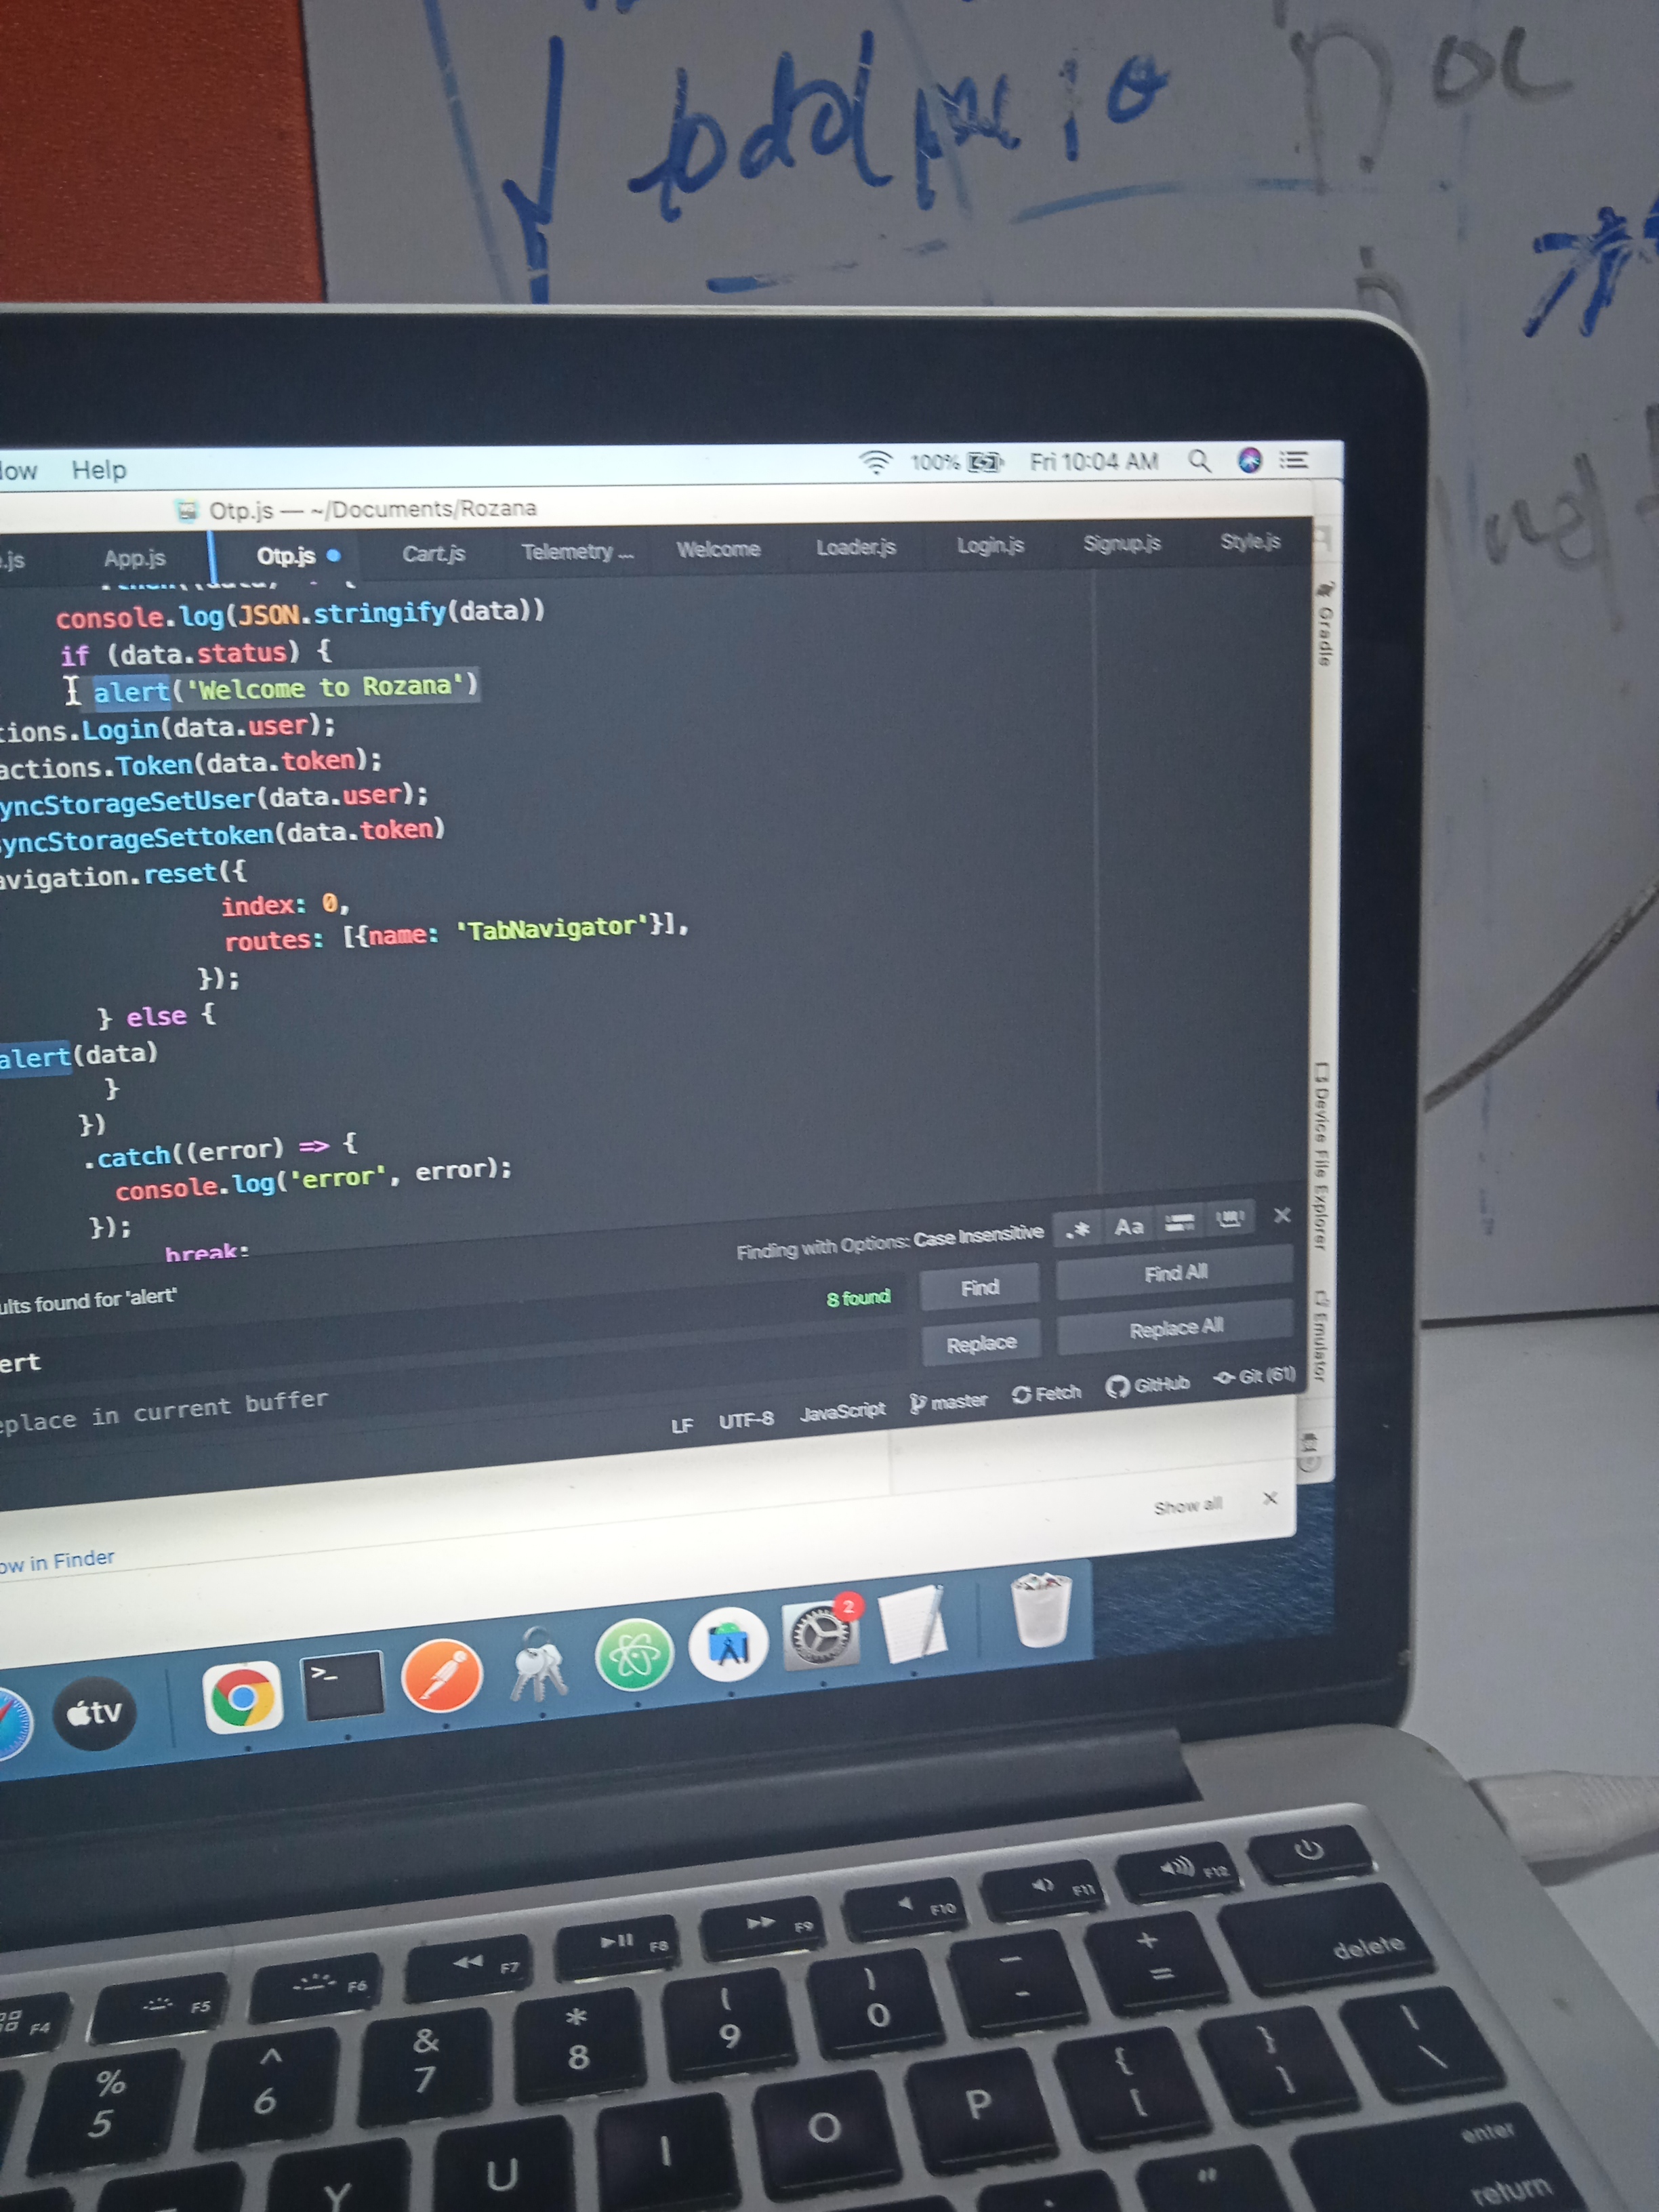 Help
100%
Fri 10:04 AM
Otp.js — ~/Documents/Rozana
.js
App.js
Otp.js
Cart.js
Telemetry ...
Welcome
Loader.js
Login.js
Signup.js
Style.js
console.log(JSON.stringify(data))
if (data.status) {
alert('Welcome to Rozana')
tions.Login(data.user);
actions.Token(data.token);
yncStorageSetUser(data.user);
syncStorageSettoken(data.token)
avigation.reset({
index: 0,
routes: [{name: 'TabNavigator'}],
});
} else {
alert(data)
}
})
.catch((error) => {
console.log('error', error);
});
break;
Gradle
Device File Explorer
Emulator
Finding with Options: Case Insensitive
.*
Aa
ults found for 'alert'
8 found
Find
Find All
ert
Replace
Replace All
eplace in current buffer
LF
UTF-8
JavaScript
master
Fetch
GitHub
Git (61)
Show all
ow in Finder
tv
>_
2
F4
F5
F6
F7
F8
F9
F10
F11
F12
% 5
^ 6
& 7
* 8
( 9
) 0
- 
+ =
delete
Y
U
I
O
P
{ [
} ]
| \
"
enter
return